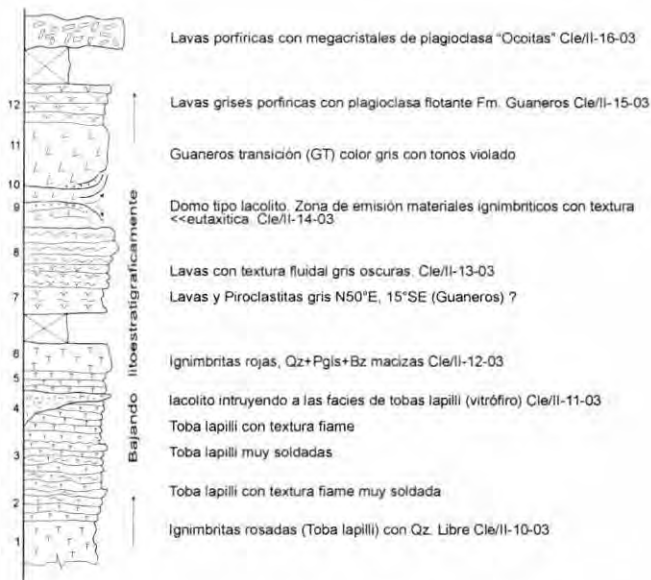 Lavas porfíricas con megacristales de plagioclasa "Ocoitas" Cle/II-16-03
12
Lavas grises porfíricas con plagioclasa flotante Fm. Guaneros Cle/II-15-03
11
Guaneros transición (GT) color gris con tonos violado
10
9
Domo tipo lacolito. Zona de emisión materiales ignimbríticos con textura
<<eutaxítica. Cle/II-14-03
8
Lavas con textura fluidal gris oscuras. Cle/II-13-03
7
Lavas y Piroclastitas gris N50°E, 15°SE (Guaneros) ?
Bajando litoestratigraficamente
6
Ignimbritas rojas, Qz+Pgls+Bz macizas Cle/II-12-03
5
lacolito intruyendo a las facies de tobas lapilli (vitrófiro) Cle/II-11-03
4
Toba lapilli con textura fiame
3
Toba lapilli muy soldadas
Toba lapilli con textura fiame muy soldada
2
Ignimbritas rosadas (Toba lapilli) con Qz. Libre Cle/II-10-03
1